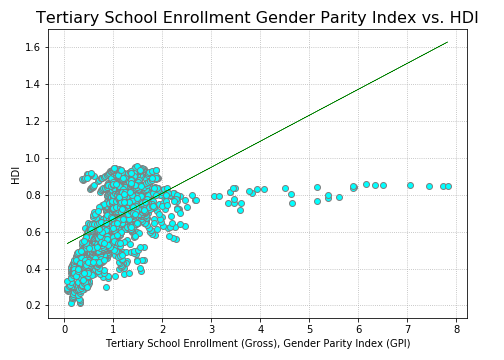 Tertiary School Enrollment Gender Parity Index vs. HDI
1.6
1.4
1.2
1.0
0.8
0.6
0.4
0.2
HDI
0 1 2 3 4 5 6 7 8
Tertiary School Enrollment (Gross), Gender Parity Index (GPI)